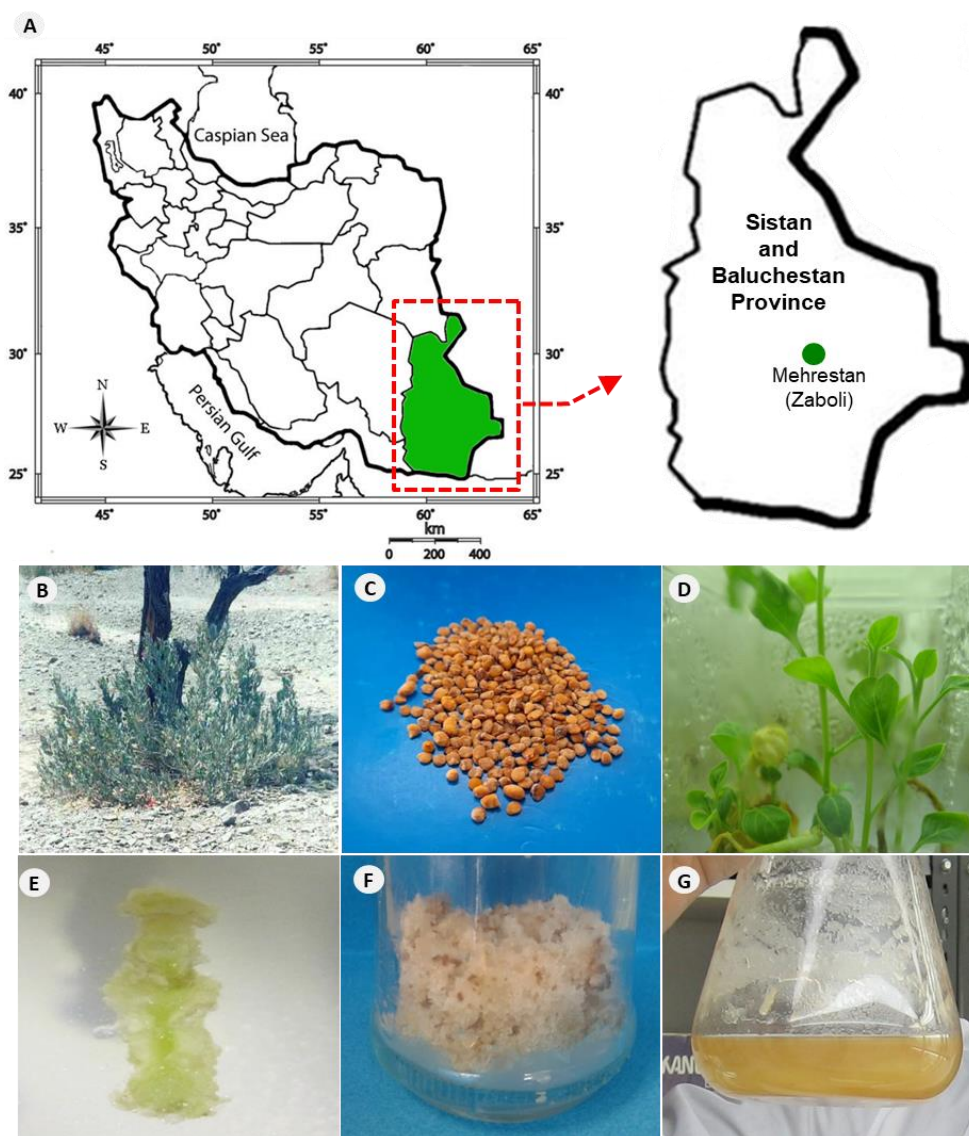 A
45° 50° 55° 60° 65°
40° 40°
Caspian Sea
35° 35°
Sistan
and
Baluchestan
Province
30° 30°
Mehrestan
(Zaboli)
N
W E
S
Persian Gulf
25° 25°
45° 50° 55° 60° 65°
km
0 200 400
B
C
D
E
F
G
KAN